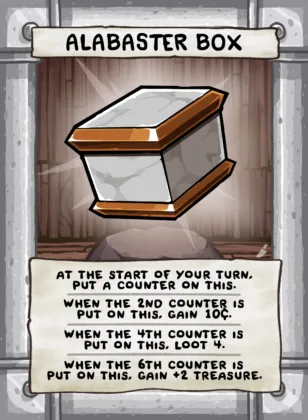 ALABASTER BOX
AT THE START OF YOUR TURN,
PUT A COUNTER ON THIS.
WHEN THE 2ND COUNTER IS
PUT ON THIS, GAIN 10¢.
WHEN THE 4TH COUNTER IS
PUT ON THIS, LOOT 4.
WHEN THE 6TH COUNTER IS
PUT ON THIS, GAIN +2 TREASURE.